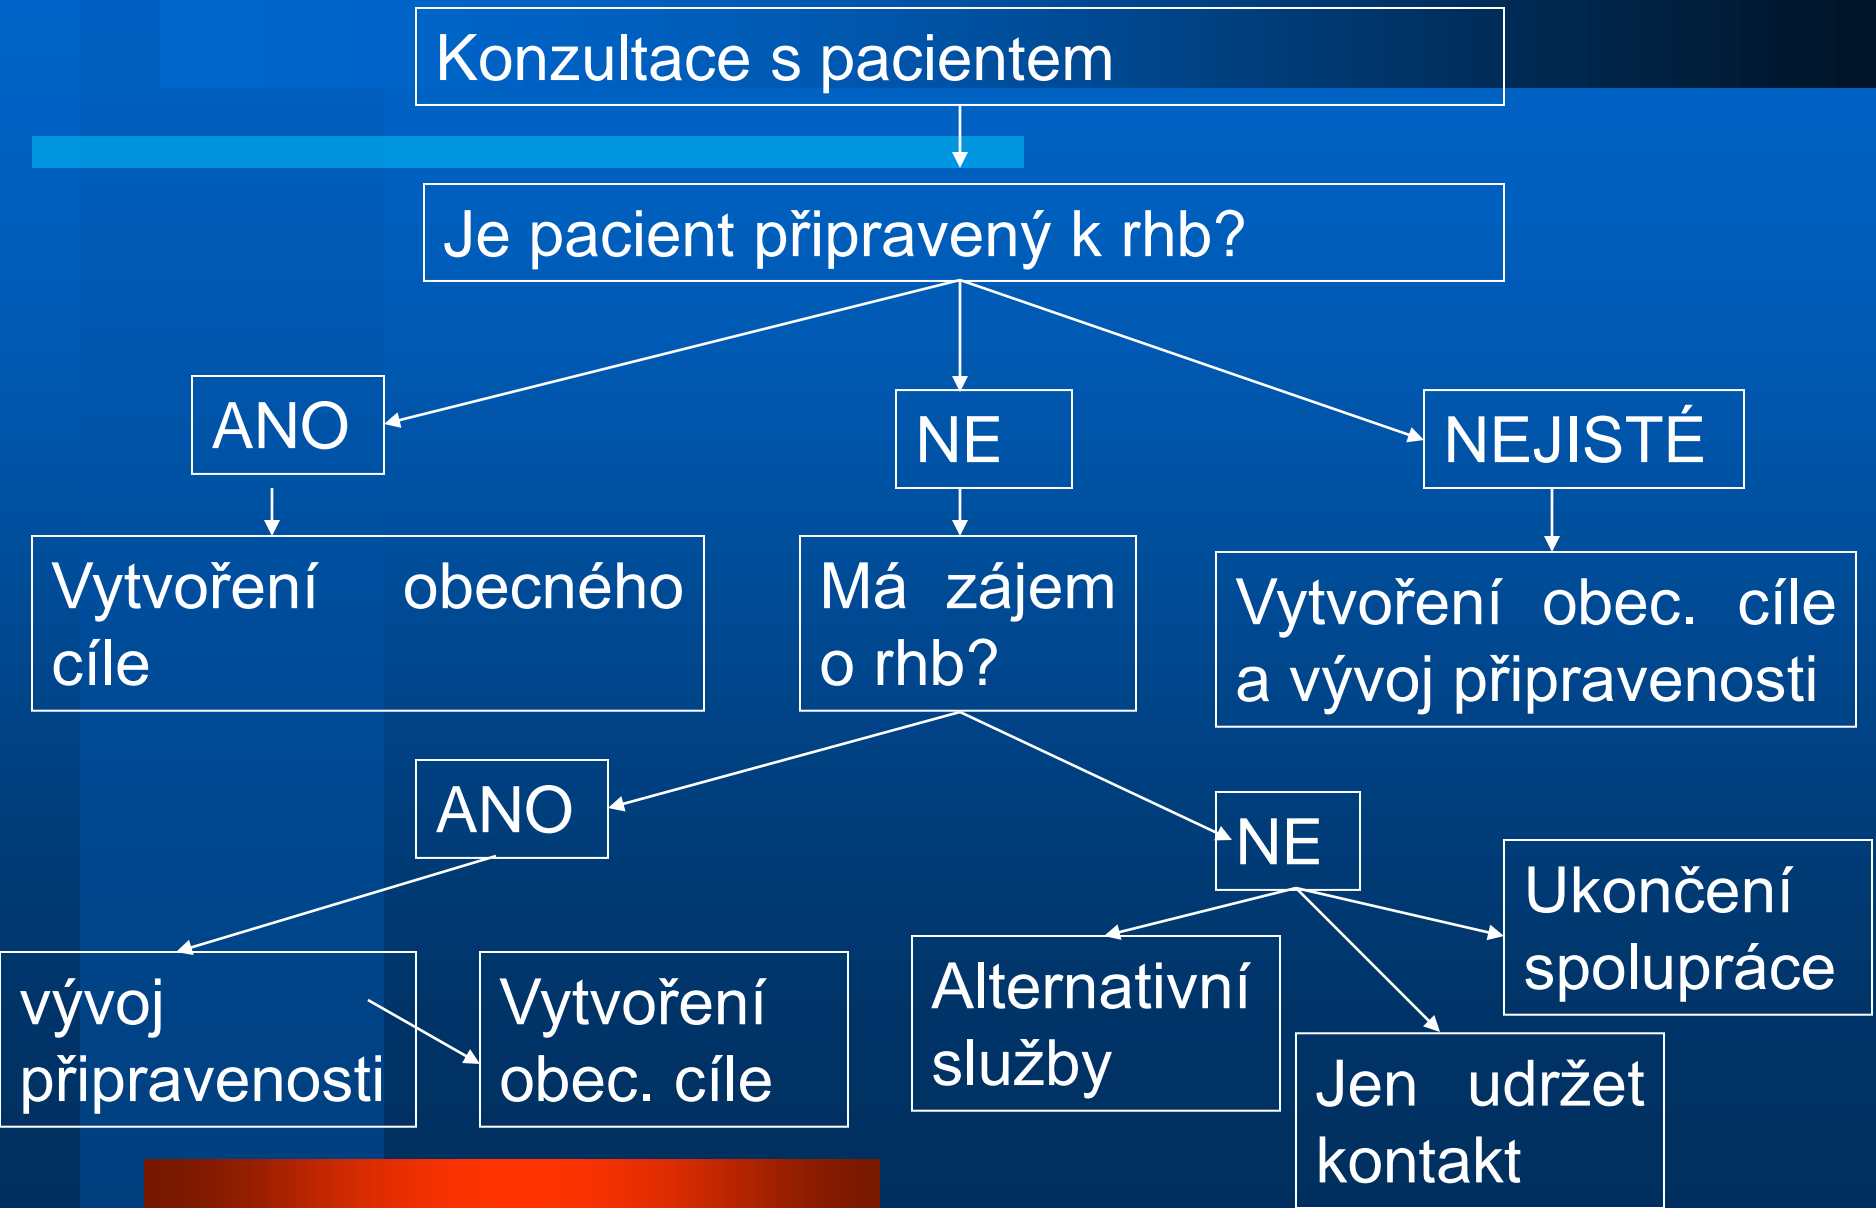 Konzultace s pacientem
Je pacient připravený k rhb?
ANO
NE
NEJISTÉ
Vytvoření obecného
cíle
Má zájem
o rhb?
Vytvoření obec. cíle
a vývoj připravenosti
ANO
NE
vývoj
připravenosti
Vytvoření
obec. cíle
Alternativní
služby
Jen udržet
kontakt
Ukončení
spolupráce